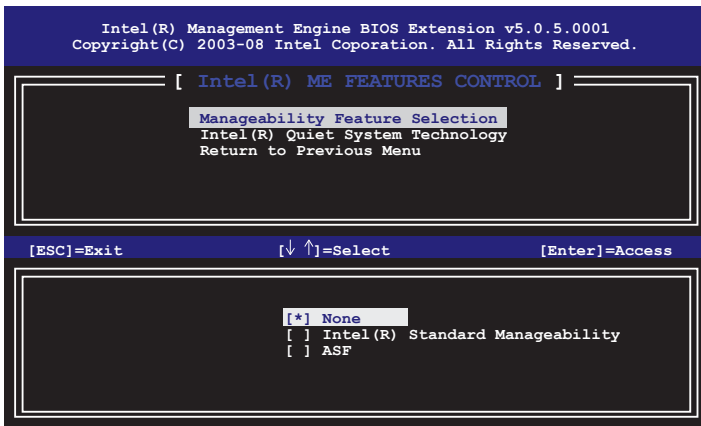 Intel(R) Management Engine BIOS Extension v5.0.5.0001
Copyright(C) 2003-08 Intel Coporation. All Rights Reserved.
[ Intel(R) ME FEATURES CONTROL ]
Manageability Feature Selection
Intel(R) Quiet System Technology
Return to Previous Menu
[ESC]=Exit [↓ ↑]=Select [Enter]=Access
[*] None
[ ] Intel(R) Standard Manageability
[ ] ASF